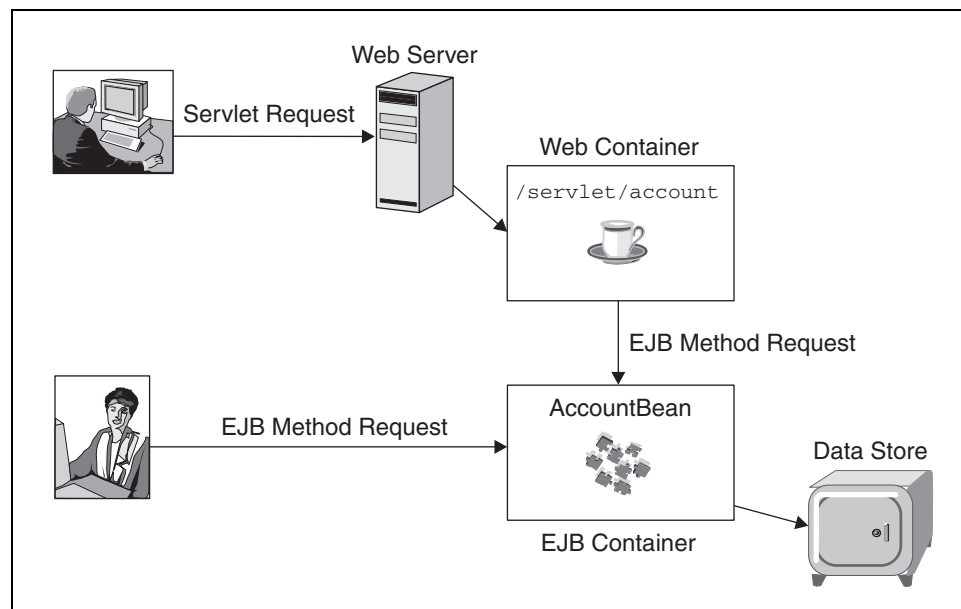 Web Server
Servlet Request
Web Container
/servlet/account
EJB Method Request
AccountBean
EJB Method Request
Data Store
EJB Container